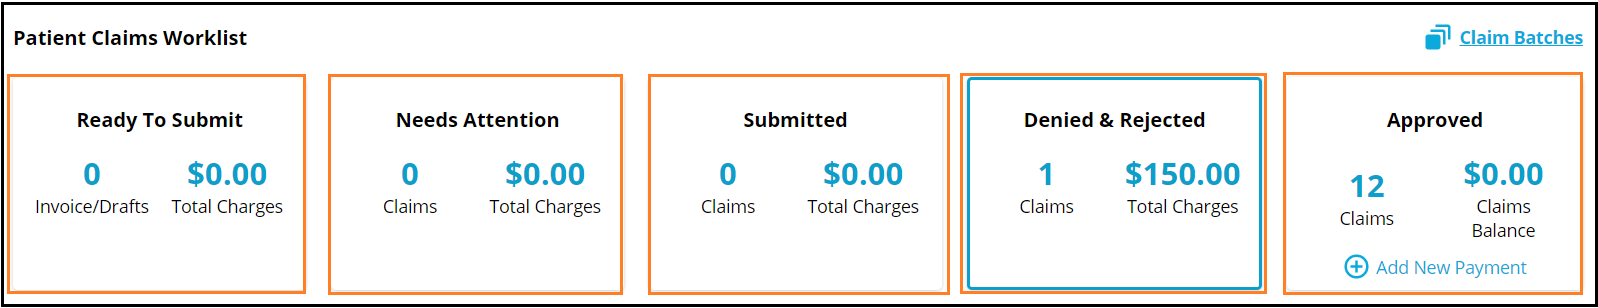 Patient Claims Worklist
Claim Batches
Ready To Submit
0 $0.00
Invoice/Drafts Total Charges
Needs Attention
0 $0.00
Claims Total Charges
Submitted
0 $0.00
Claims Total Charges
Denied & Rejected
1 $150.00
Claims Total Charges
Approved
12
Claims
$0.00
Claims
Balance
Add New Payment